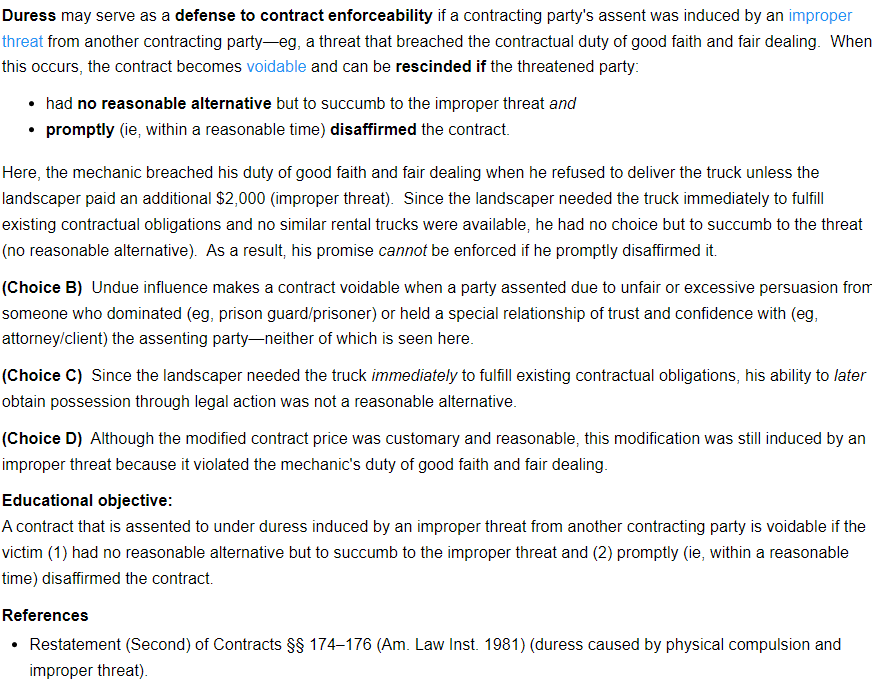 Duress may serve as a defense to contract enforceability if a contracting party's assent was induced by an improper
threat from another contracting party—eg, a threat that breached the contractual duty of good faith and fair dealing. When
this occurs, the contract becomes voidable and can be rescinded if the threatened party:
• had no reasonable alternative but to succumb to the improper threat and
• promptly (ie, within a reasonable time) disaffirmed the contract.
Here, the mechanic breached his duty of good faith and fair dealing when he refused to deliver the truck unless the
landscaper paid an additional $2,000 (improper threat). Since the landscaper needed the truck immediately to fulfill
existing contractual obligations and no similar rental trucks were available, he had no choice but to succumb to the threat
(no reasonable alternative). As a result, his promise cannot be enforced if he promptly disaffirmed it.
(Choice B) Undue influence makes a contract voidable when a party assented due to unfair or excessive persuasion from
someone who dominated (eg, prison guard/prisoner) or held a special relationship of trust and confidence with (eg,
attorney/client) the assenting party—neither of which is seen here.
(Choice C) Since the landscaper needed the truck immediately to fulfill existing contractual obligations, his ability to later
obtain possession through legal action was not a reasonable alternative.
(Choice D) Although the modified contract price was customary and reasonable, this modification was still induced by an
improper threat because it violated the mechanic's duty of good faith and fair dealing.
Educational objective:
A contract that is assented to under duress induced by an improper threat from another contracting party is voidable if the
victim (1) had no reasonable alternative but to succumb to the improper threat and (2) promptly (ie, within a reasonable
time) disaffirmed the contract.
References
• Restatement (Second) of Contracts §§ 174–176 (Am. Law Inst. 1981) (duress caused by physical compulsion and
improper threat).